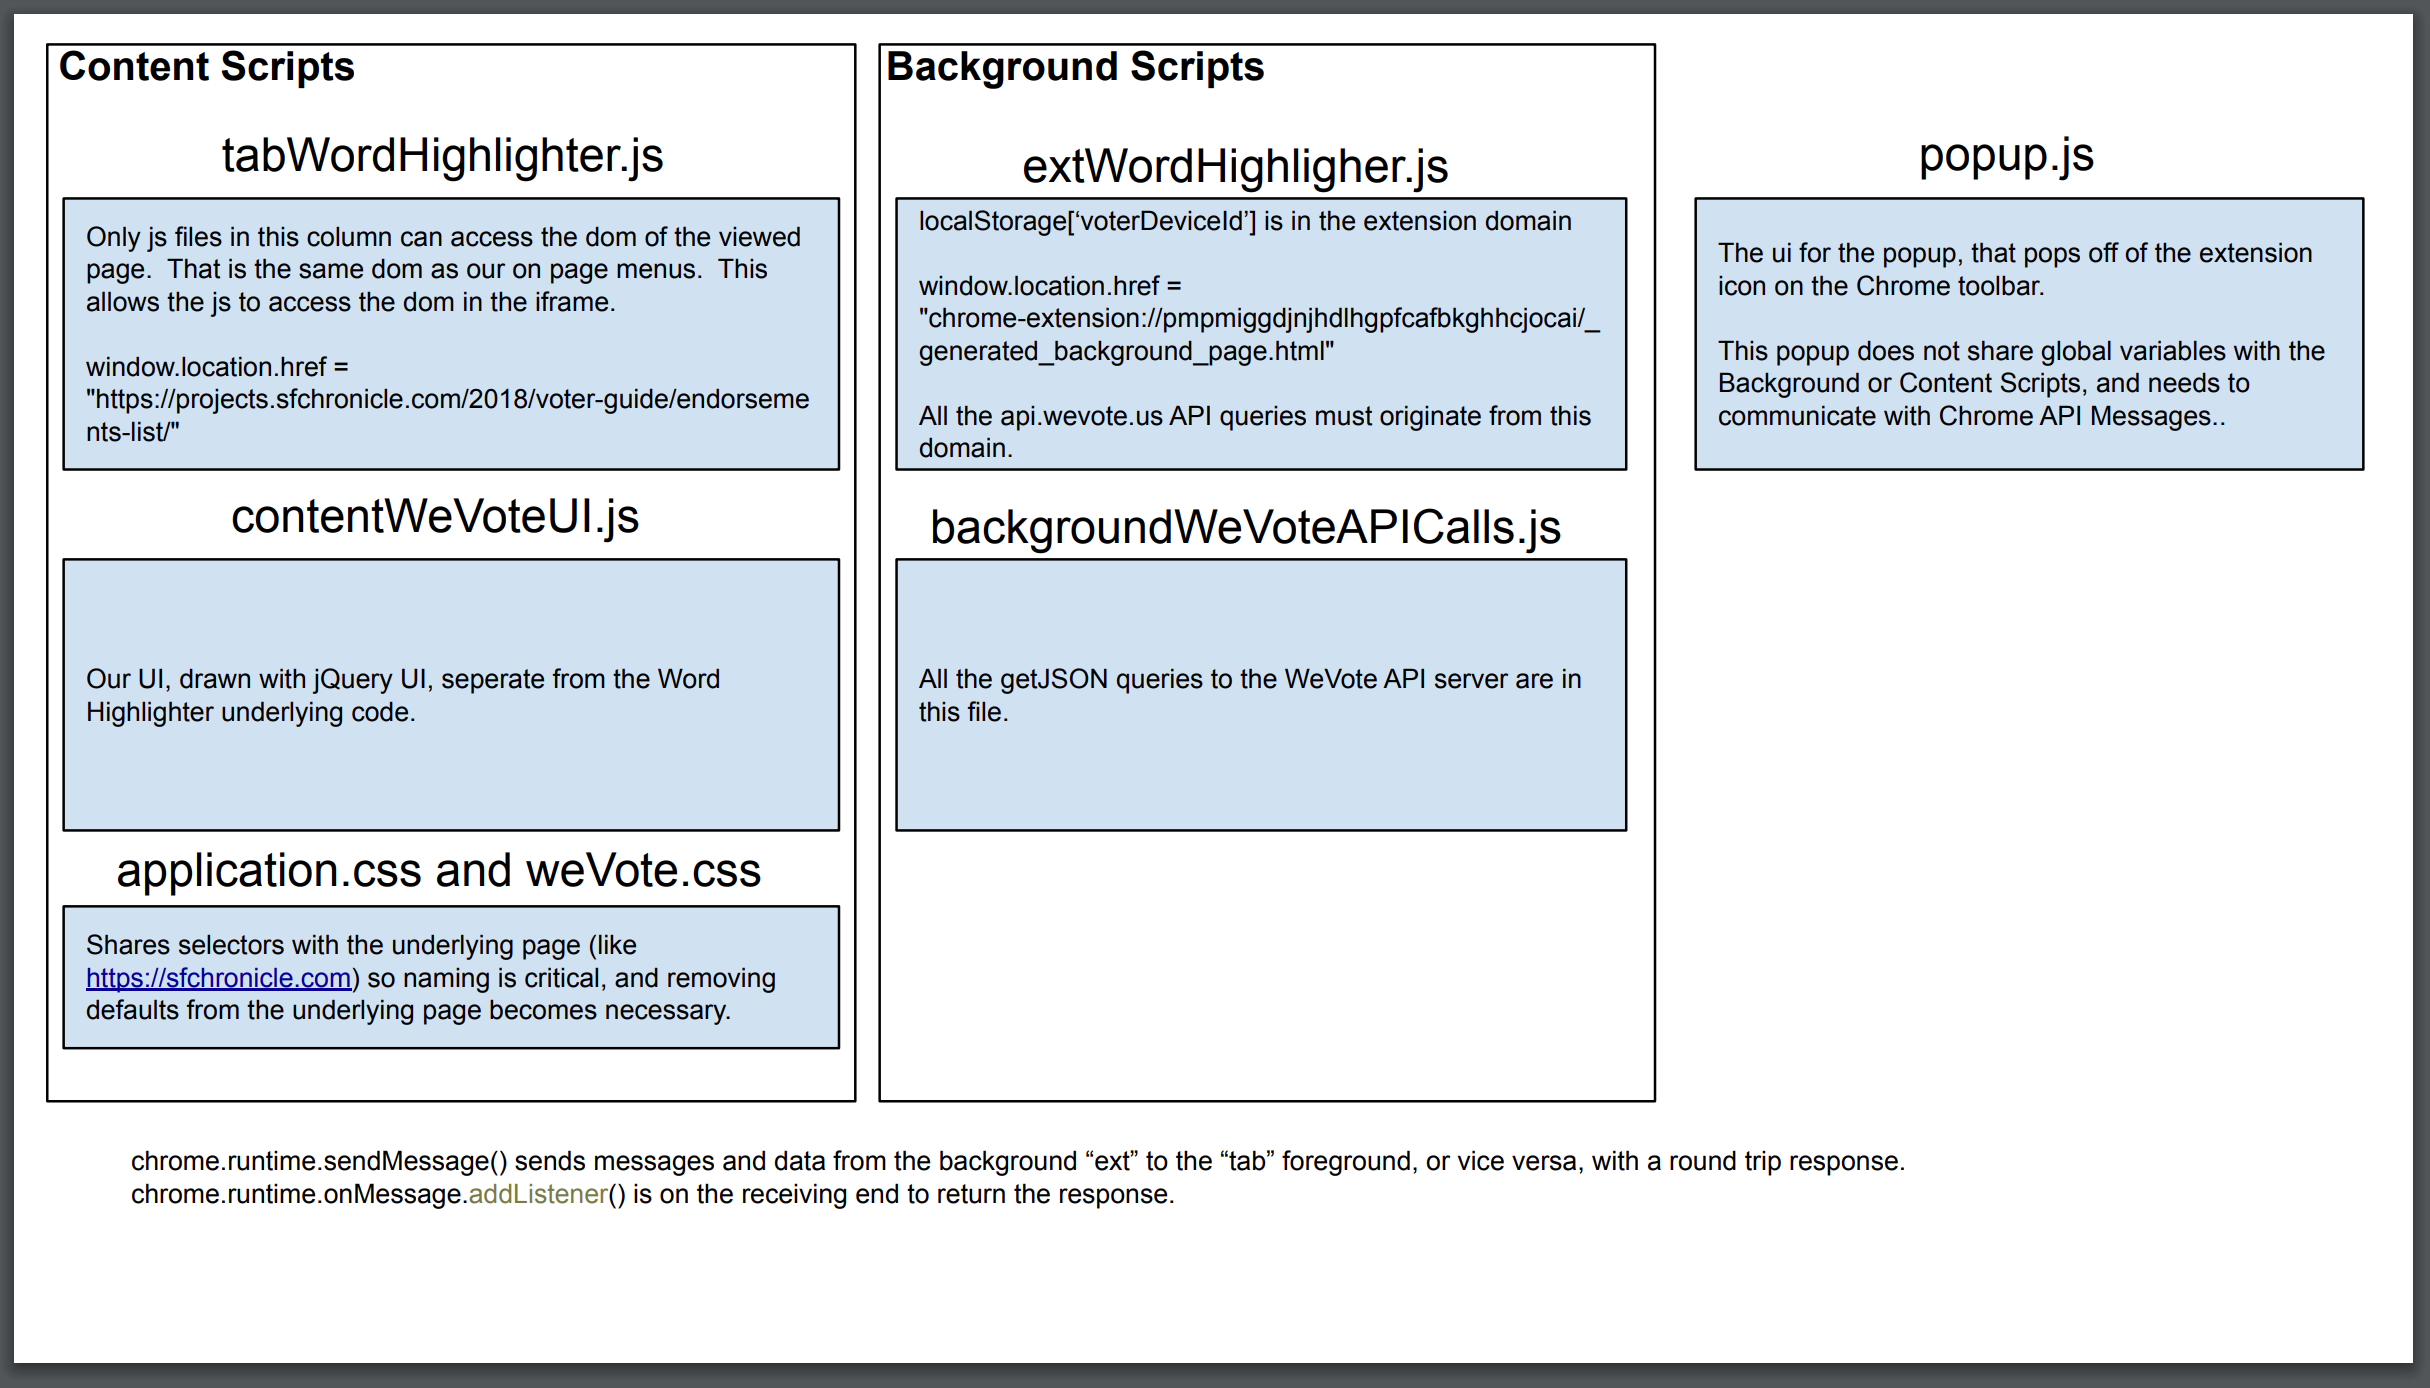 Content Scripts
tabWordHighlighter.js
Only js files in this column can access the dom of the viewed
page.  That is the same dom as our on page menus.  This
allows the js to access the dom in the iframe.
window.location.href =
"https://projects.sfchronicle.com/2018/voter-guide/endorseme
nts-list/"
contentWeVoteUI.js
Our UI, drawn with jQuery UI, seperate from the Word
Highlighter underlying code.
application.css and weVote.css
Shares selectors with the underlying page (like
https://sfchronicle.com) so naming is critical, and removing
defaults from the underlying page becomes necessary.
Background Scripts
extWordHighligher.js
localStorage[‘voterDeviceId’] is in the extension domain
window.location.href =
"chrome-extension://pmpmiggdjnjhdlhgpfcafbkghhcjocai/_
generated_background_page.html"
All the api.wevote.us API queries must originate from this
domain.
backgroundWeVoteAPICalls.js
All the getJSON queries to the WeVote API server are in
this file.
popup.js
The ui for the popup, that pops off of the extension
icon on the Chrome toolbar.
This popup does not share global variables with the
Background or Content Scripts, and needs to
communicate with Chrome API Messages..
chrome.runtime.sendMessage() sends messages and data from the background “ext” to the “tab” foreground, or vice versa, with a round trip response.
chrome.runtime.onMessage.addListener() is on the receiving end to return the response.